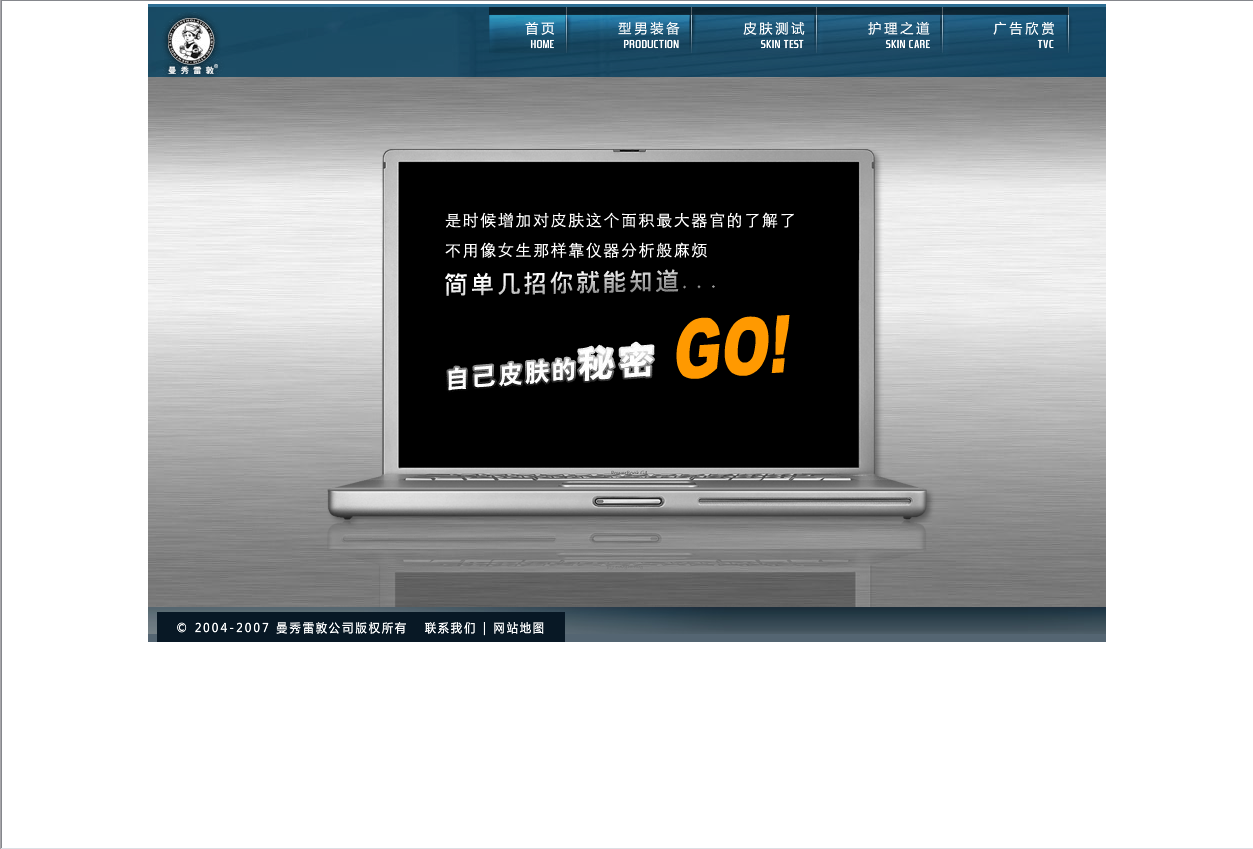 首页
HOME
型男装备
PRODUCTION
皮肤测试
SKIN TEST
护理之道
SKIN CARE
广告欣赏
TVC
曼秀雷敦®
是时候增加对皮肤这个面积最大器官的了解了
不用像女生那样靠仪器分析般麻烦
简单几招你就能知道...
自己皮肤的秘密 GO!
© 2004-2007 曼秀雷敦公司版权所有 联系我们 | 网站地图